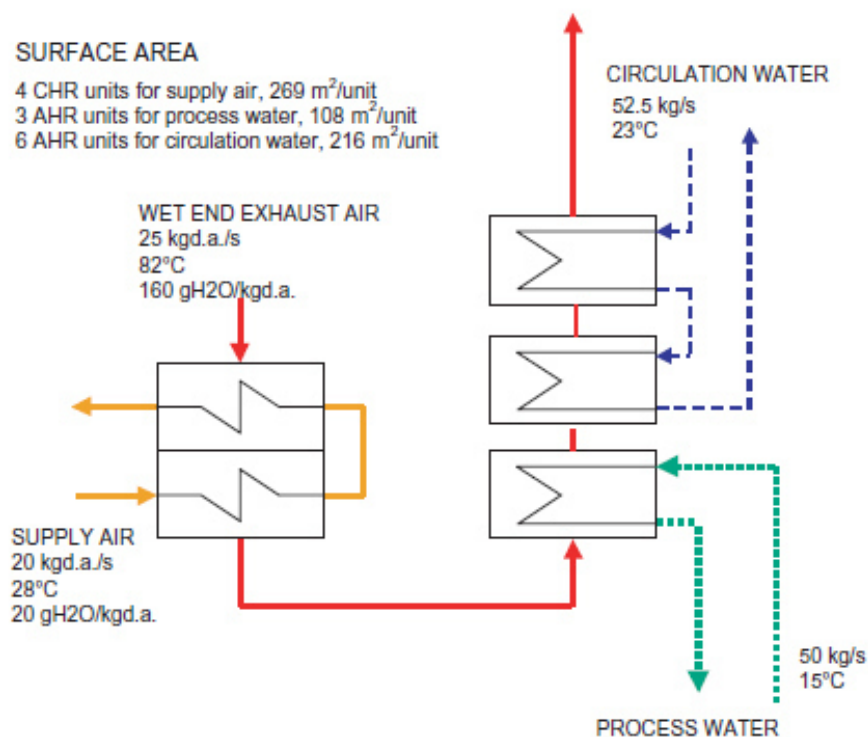 SURFACE AREA
4 CHR units for supply air, 269 m²/unit
3 AHR units for process water, 108 m²/unit
6 AHR units for circulation water, 216 m²/unit
CIRCULATION WATER
52.5 kg/s
23°C
WET END EXHAUST AIR
25 kgd.a./s
82°C
160 gH2O/kgd.a.
SUPPLY AIR
20 kgd.a./s
28°C
20 gH2O/kgd.a.
50 kg/s
15°C
PROCESS WATER